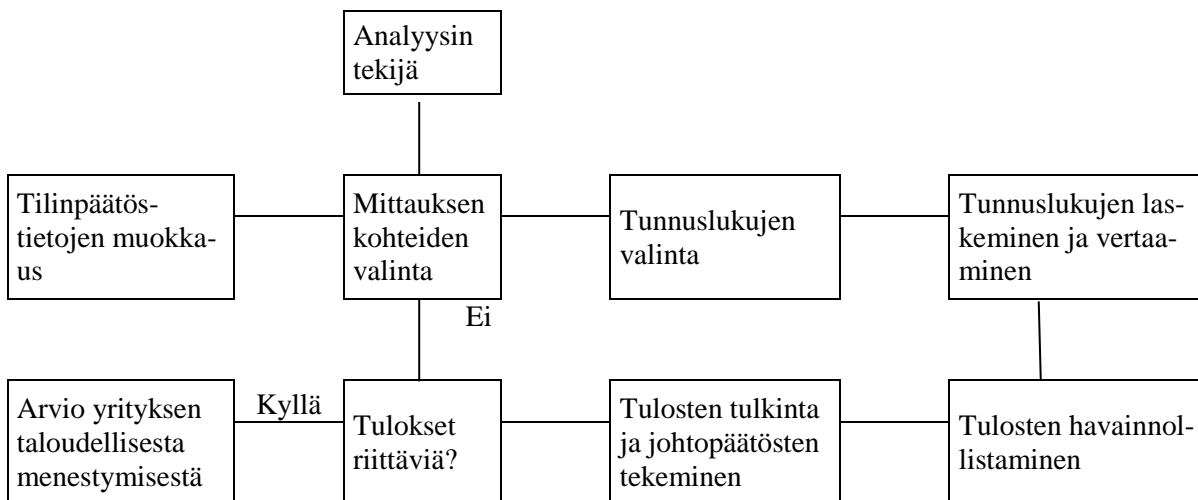 Analyysin
tekijä
Tilinpäätös-
tietojen muokka-
us
Mittauksen
kohteiden
valinta
Tunnuslukujen
valinta
Tunnuslukujen las-
keminen ja vertaa-
minen
Ei
Arvio yrityksen
taloudellisesta
menestymisestä
Kyllä
Tulokset
riittäviä?
Tulosten tulkinta
ja johtopäätösten
tekeminen
Tulosten havainnol-
listaminen